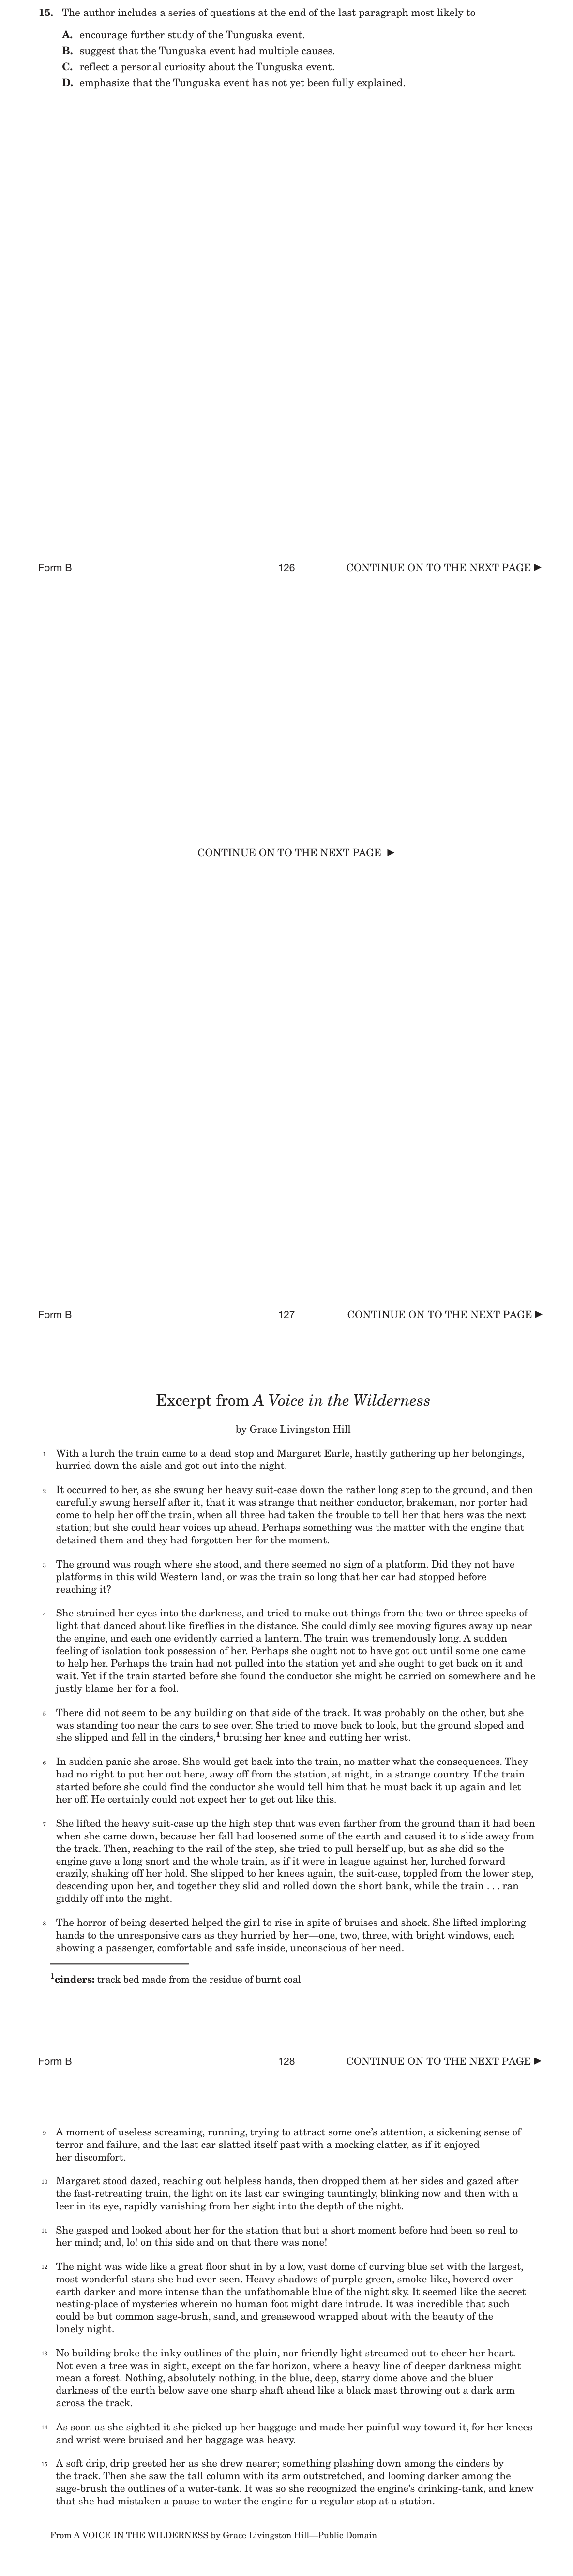 15. The author includes a series of questions at the end of the last paragraph most likely to
A. encourage further study of the Tunguska event.
B. suggest that the Tunguska event had multiple causes.
C. reflect a personal curiosity about the Tunguska event.
D. emphasize that the Tunguska event has not yet been fully explained.
Form B 126 CONTINUE ON TO THE NEXT PAGE ▶
CONTINUE ON TO THE NEXT PAGE ▶
Form B 127 CONTINUE ON TO THE NEXT PAGE ▶
Excerpt from A Voice in the Wilderness
by Grace Livingston Hill
1 With a lurch the train came to a dead stop and Margaret Earle, hastily gathering up her belongings,
hurried down the aisle and got out into the night.
2 It occurred to her, as she swung her heavy suit-case down the rather long step to the ground, and then
carefully swung herself after it, that it was strange that neither conductor, brakeman, nor porter had
come to help her off the train, when all three had taken the trouble to tell her that hers was the next
station; but she could hear voices up ahead. Perhaps something was the matter with the engine that
detained them and they had forgotten her for the moment.
3 The ground was rough where she stood, and there seemed no sign of a platform. Did they not have
platforms in this wild Western land, or was the train so long that her car had stopped before
reaching it?
4 She strained her eyes into the darkness, and tried to make out things from the two or three specks of
light that danced about like fireflies in the distance. She could dimly see moving figures away up near
the engine, and each one evidently carried a lantern. The train was tremendously long. A sudden
feeling of isolation took possession of her. Perhaps she ought not to have got out until some one came
to help her. Perhaps the train had not pulled into the station yet and she ought to get back on it and
wait. Yet if the train started before she found the conductor she might be carried on somewhere and he
justly blame her for a fool.
5 There did not seem to be any building on that side of the track. It was probably on the other, but she
was standing too near the cars to see over. She tried to move back to look, but the ground sloped and
she slipped and fell in the cinders,1 bruising her knee and cutting her wrist.
6 In sudden panic she arose. She would get back into the train, no matter what the consequences. They
had no right to put her out here, away off from the station, at night, in a strange country. If the train
started before she could find the conductor she would tell him that he must back it up again and let
her off. He certainly could not expect her to get out like this.
7 She lifted the heavy suit-case up the high step that was even farther from the ground than it had been
when she came down, because her fall had loosened some of the earth and caused it to slide away from
the track. Then, reaching to the rail of the step, she tried to pull herself up, but as she did so the
engine gave a long snort and the whole train, as if it were in league against her, lurched forward
crazily, shaking off her hold. She slipped to her knees again, the suit-case, toppled from the lower step,
descending upon her, and together they slid and rolled down the short bank, while the train . . . ran
giddily off into the night.
8 The horror of being deserted helped the girl to rise in spite of bruises and shock. She lifted imploring
hands to the unresponsive cars as they hurried by her—one, two, three, with bright windows, each
showing a passenger, comfortable and safe inside, unconscious of her need.
1cinders: track bed made from the residue of burnt coal
Form B 128 CONTINUE ON TO THE NEXT PAGE ▶
9 A moment of useless screaming, running, trying to attract some one's attention, a sickening sense of
terror and failure, and the last car slatted itself past with a mocking clatter, as if it enjoyed
her discomfort.
10 Margaret stood dazed, reaching out helpless hands, then dropped them at her sides and gazed after
the fast-retreating train, the light on its last car swinging tauntingly, blinking now and then with a
leer in its eye, rapidly vanishing from her sight into the depth of the night.
11 She gasped and looked about her for the station that but a short moment before had been so real to
her mind; and, lo! on this side and on that there was none!
12 The night was wide like a great floor shut in by a low, vast dome of curving blue set with the largest,
most wonderful stars she had ever seen. Heavy shadows of purple-green, smoke-like, hovered over
earth darker and more intense than the unfathomable blue of the night sky. It seemed like the secret
nesting-place of mysteries wherein no human foot might dare intrude. It was incredible that such
could be but common sage-brush, sand, and greasewood wrapped about with the beauty of the
lonely night.
13 No building broke the inky outlines of the plain, nor friendly light streamed out to cheer her heart.
Not even a tree was in sight, except on the far horizon, where a heavy line of deeper darkness might
mean a forest. Nothing, absolutely nothing, in the blue, deep, starry dome above and the bluer
darkness of the earth below save one sharp shaft ahead like a black mast throwing out a dark arm
across the track.
14 As soon as she sighted it she picked up her baggage and made her painful way toward it, for her knees
and wrist were bruised and her baggage was heavy.
15 A soft drip, drip greeted her as she drew nearer; something plashing down among the cinders by
the track. Then she saw the tall column with its arm outstretched, and looming darker among the
sage-brush the outlines of a water-tank. It was so she recognized the engine's drinking-tank, and knew
that she had mistaken a pause to water the engine for a regular stop at a station.
From A VOICE IN THE WILDERNESS by Grace Livingston Hill—Public Domain